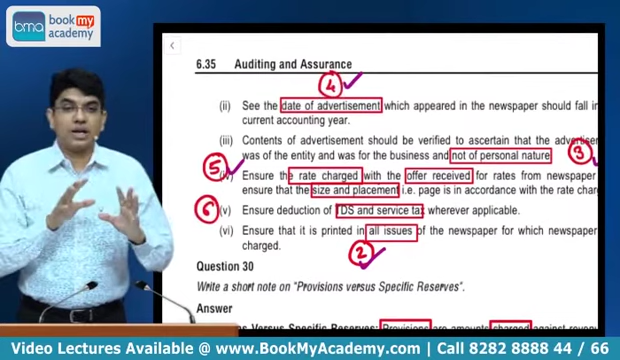 bma book my academy
6.35 Auditing and Assurance
4
(ii) See the date of advertisement which appeared in the newspaper should fall in
current accounting year.
(iii) Contents of advertisement should be verified to ascertain that the
was of the entity and was for the business and not of personal nature
3
5
(iv) Ensure the rate charged with the offer received for rates from newspaper
ensure that the size and placement i.e. page is in accordance with the rate
6
(v) Ensure deduction of TDS and service tax wherever applicable.
(vi) Ensure that it is printed in all issues of the newspaper for which newspaper
charged.
2
Question 30
Write a short note on "Provisions versus Specific Reserves".
Answer
Versus Specific Reserves: Provisions are amounts charged against
Video Lectures Available @ www.BookMyAcademy.com | Call 8282 8888 44 / 66